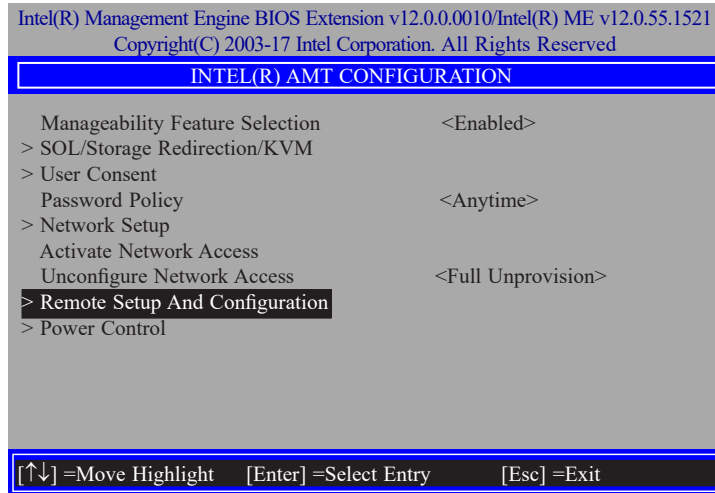 Intel(R) Management Engine BIOS Extension v12.0.0.0010/Intel(R) ME v12.0.55.1521
Copyright(C) 2003-17 Intel Corporation. All Rights Reserved
INTEL(R) AMT CONFIGURATION
Manageability Feature Selection <Enabled>
> SOL/Storage Redirection/KVM
> User Consent
Password Policy <Anytime>
> Network Setup
Activate Network Access
Unconfigure Network Access <Full Unprovision>
> Remote Setup And Configuration
> Power Control
[↑↓] =Move Highlight [Enter] =Select Entry [Esc] =Exit